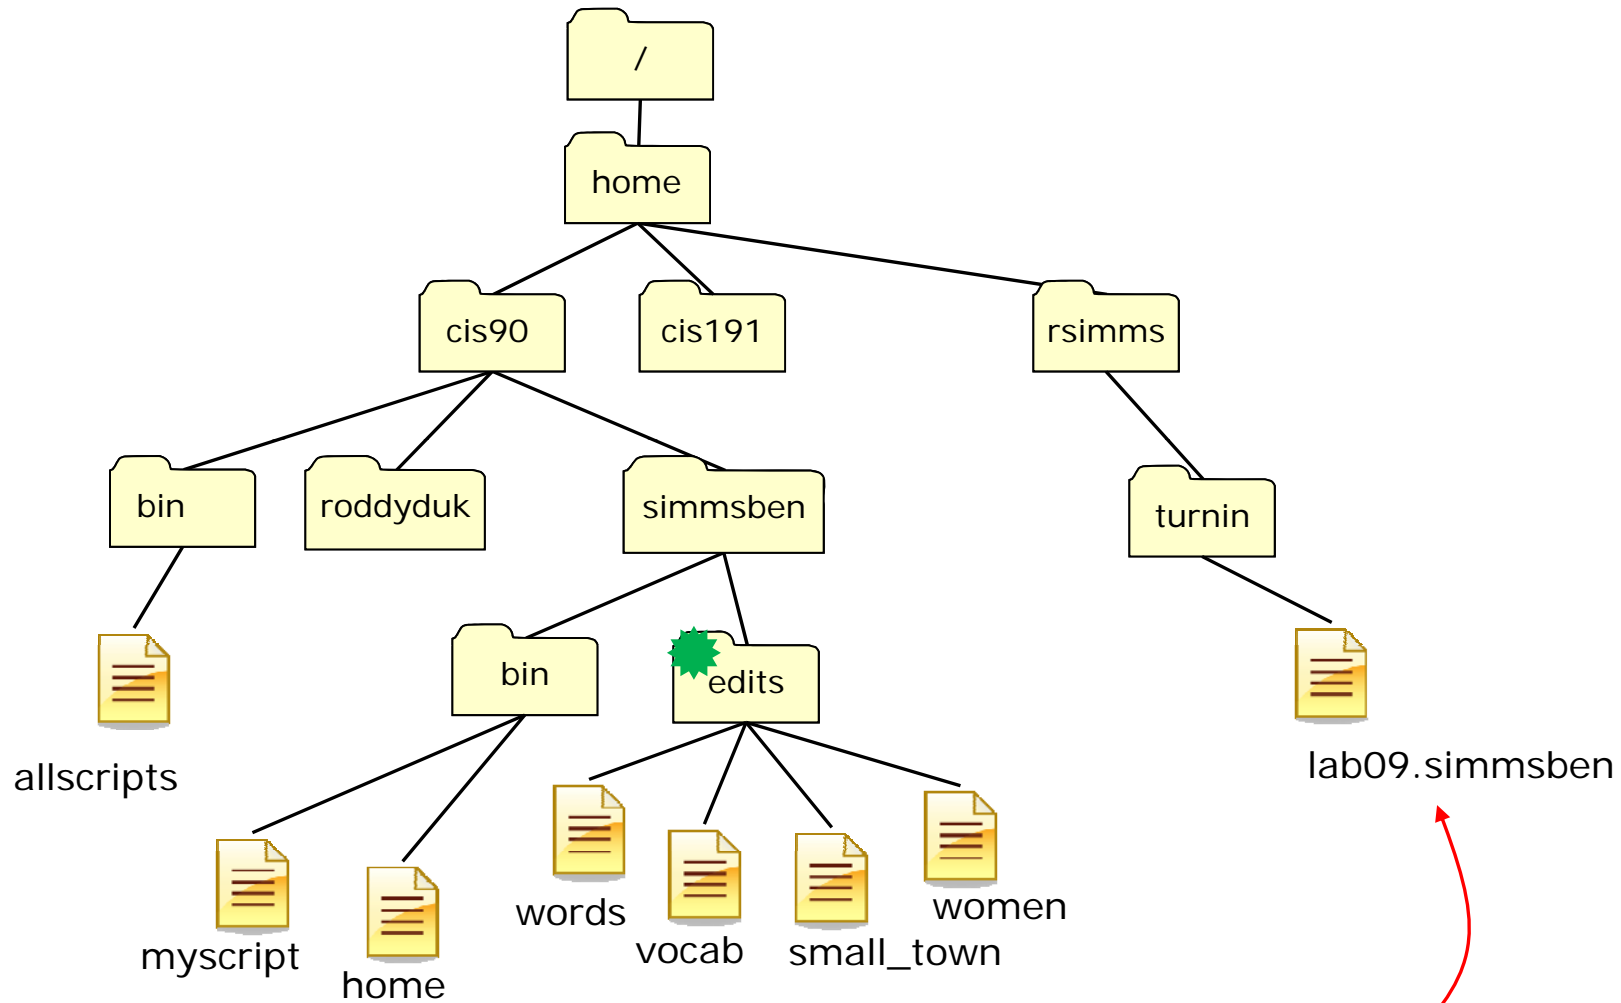 /
home
cis90
cis191
rsimms
bin
roddyduk
simmsben
turnin
bin
edits
allscripts
lab09.simmsben
words
women
myscript
vocab
small_town
home